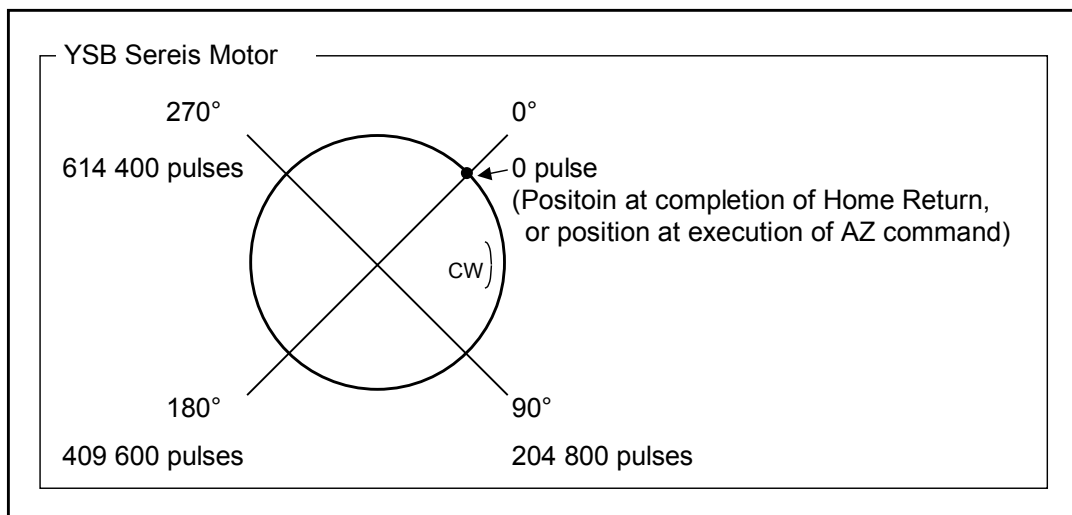 YSB Sereis Motor
270°
0°
614 400 pulses
0 pulse
(Positoin at completion of Home Return,
or position at execution of AZ command)
CW
180°
90°
409 600 pulses
204 800 pulses